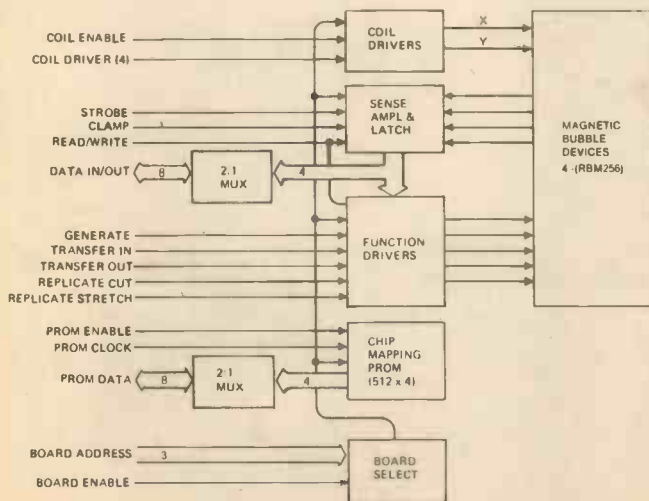 COIL ENABLE
COIL DRIVER (4)
COIL
DRIVERS
X
Y
STROBE
CLAMP
READ/WRITE
SENSE
AMPL &
LATCH
MAGNETIC
BUBBLE
DEVICES
4 -(RBM256)
DATA IN/OUT
8
2:1
MUX
4
GENERATE
TRANSFER IN
TRANSFER OUT
REPLICATE CUT
REPLICATE STRETCH
FUNCTION
DRIVERS
PROM ENABLE
PROM CLOCK
PROM DATA
8
2:1
MUX
4
CHIP
MAPPING
PROM
(512 x 4)
BOARD ADDRESS
3
BOARD ENABLE
BOARD
SELECT